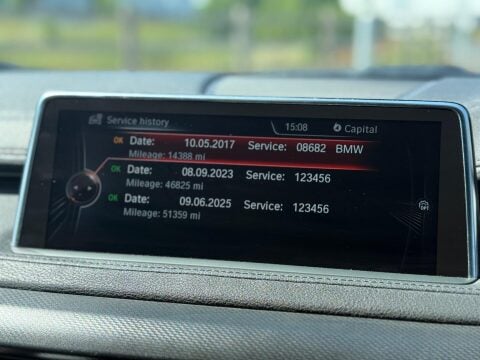 Service history
15:08 Capital
OK Date: 10.05.2017 Service: 08682 BMW
Mileage: 14388 mi
OK Date: 08.09.2023 Service: 123456
Mileage: 46825 mi
OK Date: 09.06.2025 Service: 123456
Mileage: 51359 mi